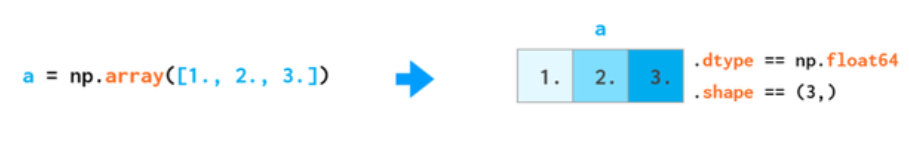 a = np.array([1., 2., 3.])
a
1. 2. 3.
.dtype == np.float64
.shape == (3,)